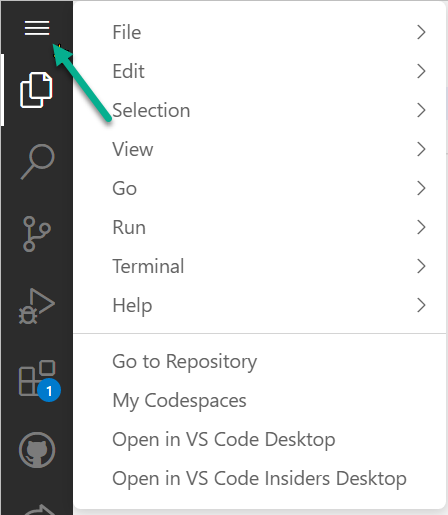 File
Edit
Selection
View
Go
Run
Terminal
Help
Go to Repository
My Codespaces
Open in VS Code Desktop
Open in VS Code Insiders Desktop
1